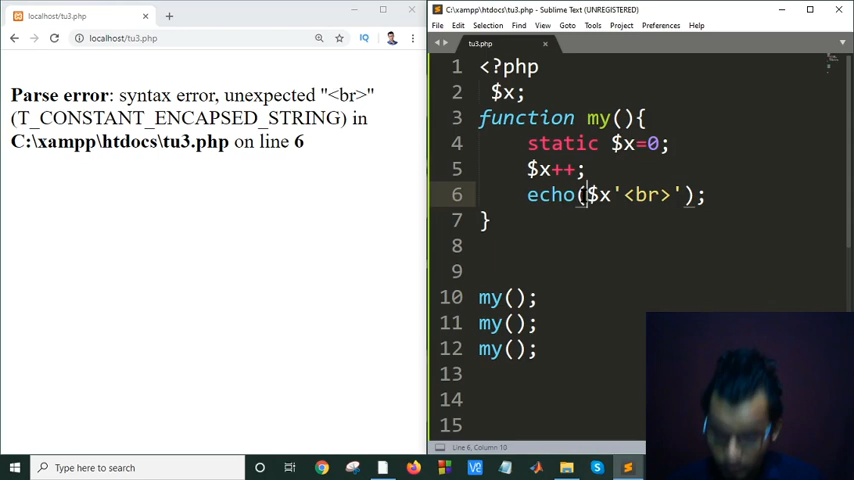 localhost/tu3.php
localhost/tu3.php
Parse error: syntax error, unexpected "<br>"
(T_CONSTANT_ENCAPSED_STRING) in
C:\xampp\htdocs\tu3.php on line 6
C:\xampp\htdocs\tu3.php - Sublime Text (UNREGISTERED)
File Edit Selection Find View Goto Tools Project Preferences Help
tu3.php
1 <?php
2 $x;
3 function my(){
4 static $x=0;
5 $x++;
6 echo($x'<br>');
7 }
8
9
10 my();
11 my();
12 my();
13
14
15
Line 6, Column 10
Type here to search